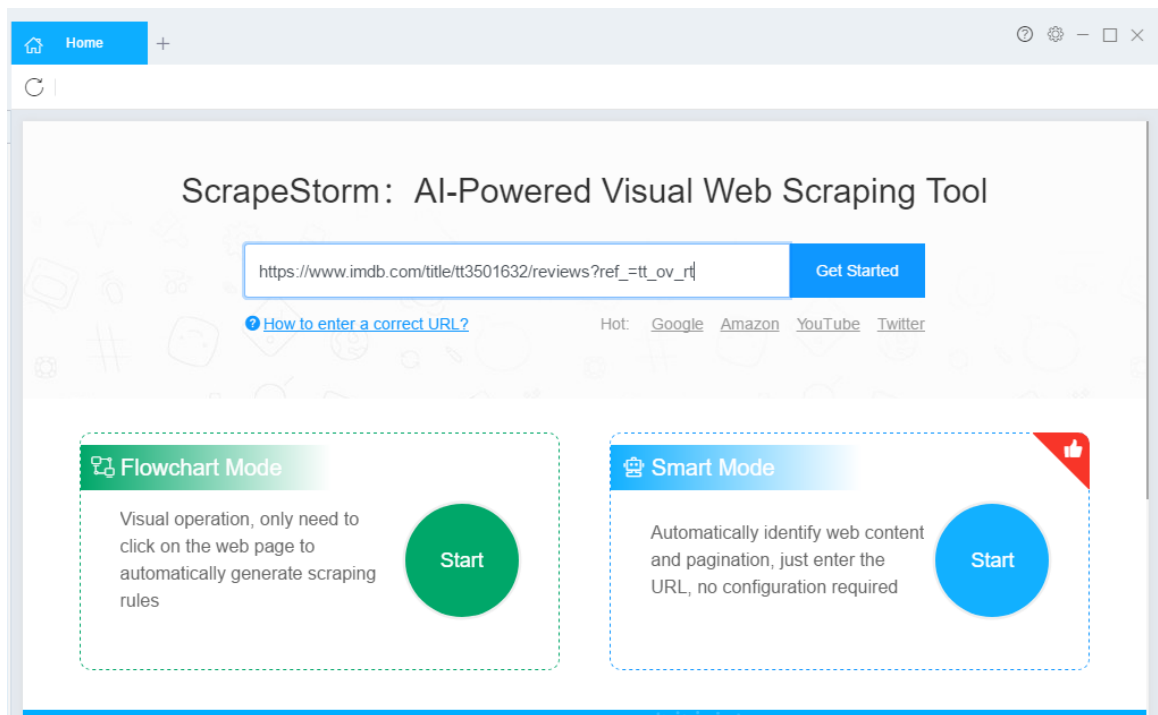 Home
ScrapeStorm：AI-Powered Visual Web Scraping Tool
https://www.imdb.com/title/tt3501632/reviews?ref_=tt_ov_rt
Get Started
How to enter a correct URL?
Hot: Google Amazon YouTube Twitter
Flowchart Mode
Visual operation, only need to
click on the web page to
automatically generate scraping
rules
Start
Smart Mode
Automatically identify web content
and pagination, just enter the
URL, no configuration required
Start